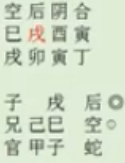 空后阴合
巳戌酉寅
戌卯寅丁
子　戌后◎
兄己巳空○
官甲子　蛇